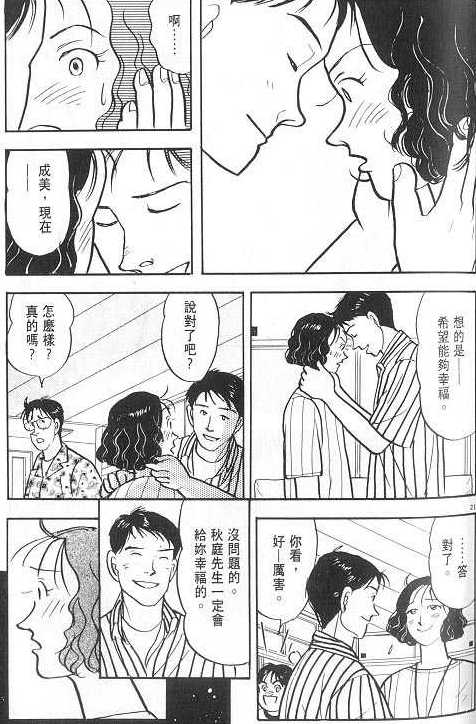 啊……
成美，現在
——
想的是——
希望能夠幸福。
說對了吧？
怎麼樣？
真的嗎？
……答
對了。
你看，
好—厲害。
沒問題的。
秋庭先生一定會
給妳幸福的。